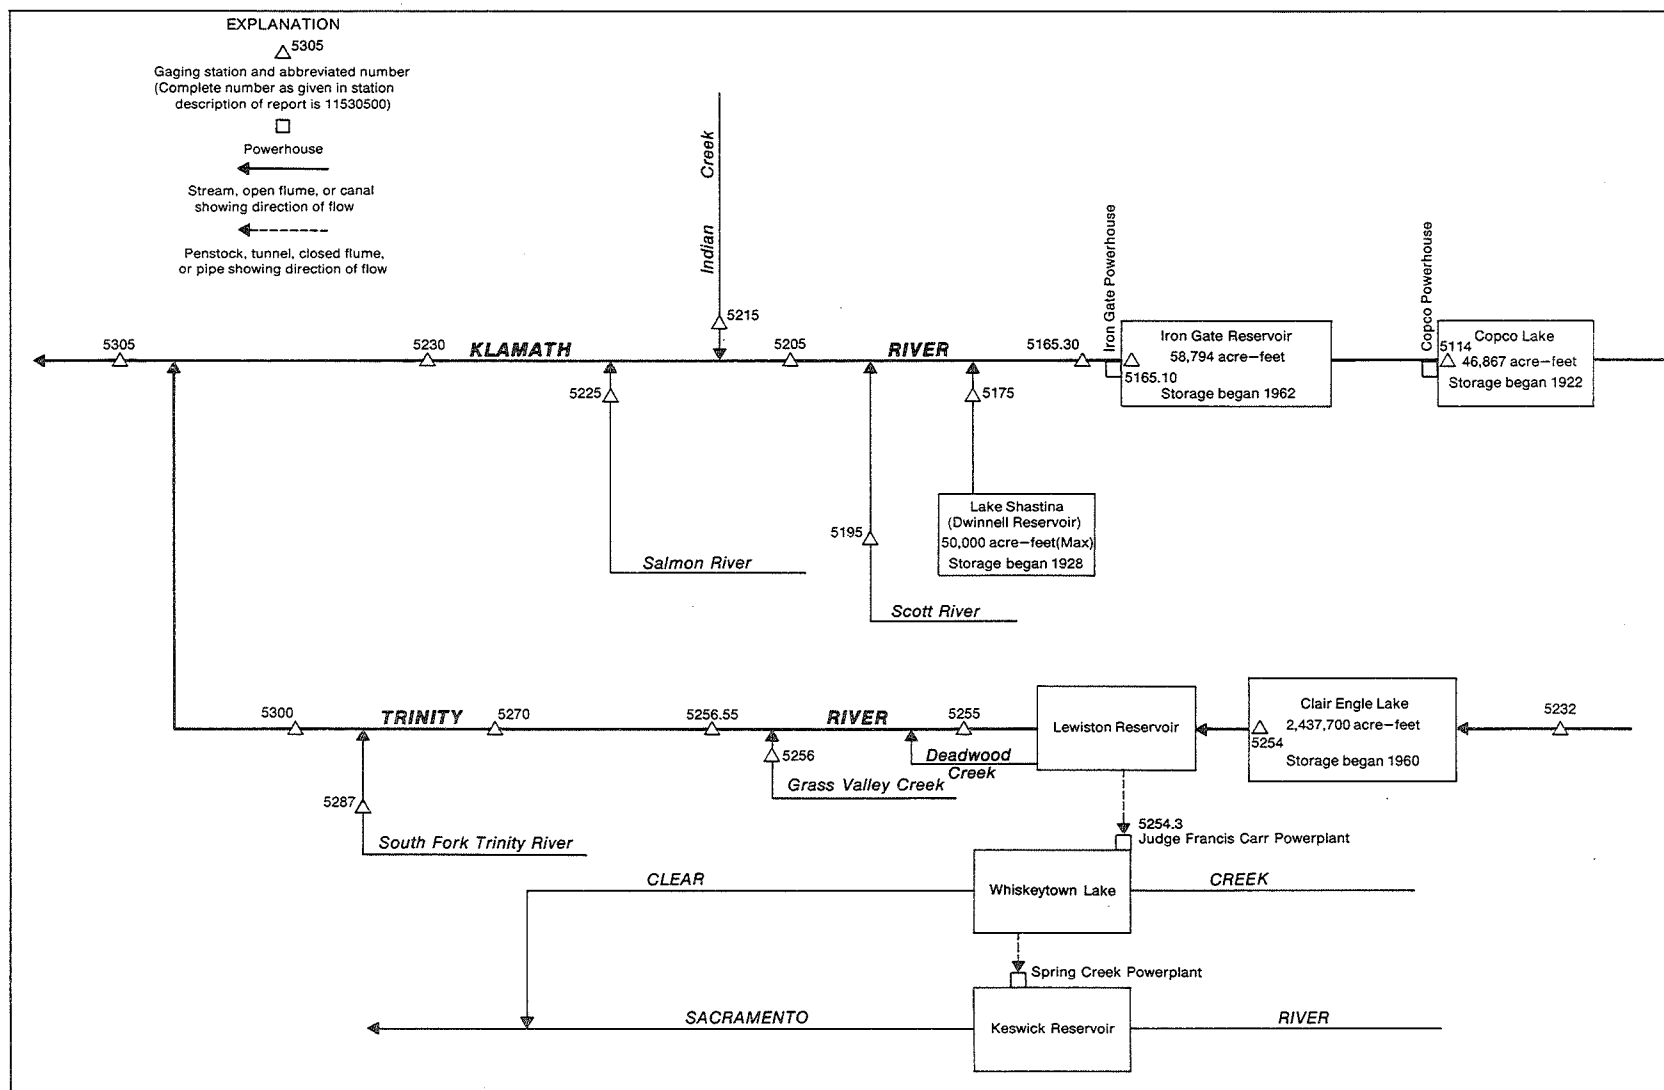 EXPLANATION
5305
Gaging station and abbreviated number
(Complete number as given in station
description of report is 11530500)
Powerhouse
Stream, open flume, or canal
showing direction of flow
Penstock, tunnel, closed flume,
or pipe showing direction of flow
Indian Creek
5215
Iron Gate Powerhouse
Copco Powerhouse
5305
5230
KLAMATH
5205
RIVER
5165.30
Iron Gate Reservoir
58,794 acre-feet
5165.10
Storage began 1962
Copco Lake
5114
46,867 acre-feet
Storage began 1922
5225
5175
Lake Shastina
(Dwinnell Reservoir)
50,000 acre-feet(Max)
Storage began 1928
5195
Salmon River
Scott River
5300
TRINITY
5270
5256.55
RIVER
5255
Lewiston Reservoir
Clair Engle Lake
2,437,700 acre-feet
5254
Storage began 1960
5232
5256
Deadwood
Creek
Grass Valley Creek
5287
South Fork Trinity River
5254.3
Judge Francis Carr Powerplant
CLEAR
Whiskeytown Lake
CREEK
Spring Creek Powerplant
SACRAMENTO
Keswick Reservoir
RIVER